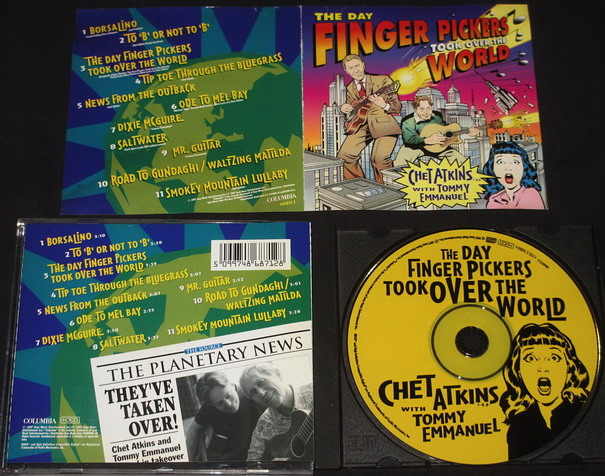 1 BORSALINO
2 TO 'B' OR NOT TO 'B'
THE DAY FINGER PICKERS
3 TOOK OVER THE WORLD
4 TIP TOE THROUGH THE BLUEGRASS
5 NEWS FROM THE OUTBACK
6 ODE TO MEL BAY
7 DIXIE MCGUIRE
8 SALTWATER
9 MR. GUITAR
10 ROAD TO GUNDAGHI / WALTZING MATILDA
11 SMOKEY MOUNTAIN LULLABY
COLUMBIA
THE DAY
FINGER PICKERS
TOOK OVER THE
WORLD
CHET ATKINS
WITH TOMMY
EMMANUEL
1 BORSALINO 3:20
2 TO 'B' OR NOT TO 'B'
THE DAY FINGER PICKERS
3 TOOK OVER THE WORLD
4 TIP TOE THROUGH THE BLUEGRASS
5 NEWS FROM THE OUTBACK
6 ODE TO MEL BAY
7 DIXIE MCGUIRE
8 SALTWATER
9 MR. GUITAR
10 ROAD TO GUNDAGHI /
WALTZING MATILDA
11 SMOKEY MOUNTAIN LULLABY
5 099748 687128
THE SOURCE
THE PLANETARY NEWS
THEY'VE
TAKEN
OVER!
Chet Atkins and
Tommy Emmanuel
in takeover
COLUMBIA
THE DAY
FINGER PICKERS
TOOK OVER THE
WORLD
CHET ATKINS
C.G.P.
WITH
TOMMY
EMMANUEL